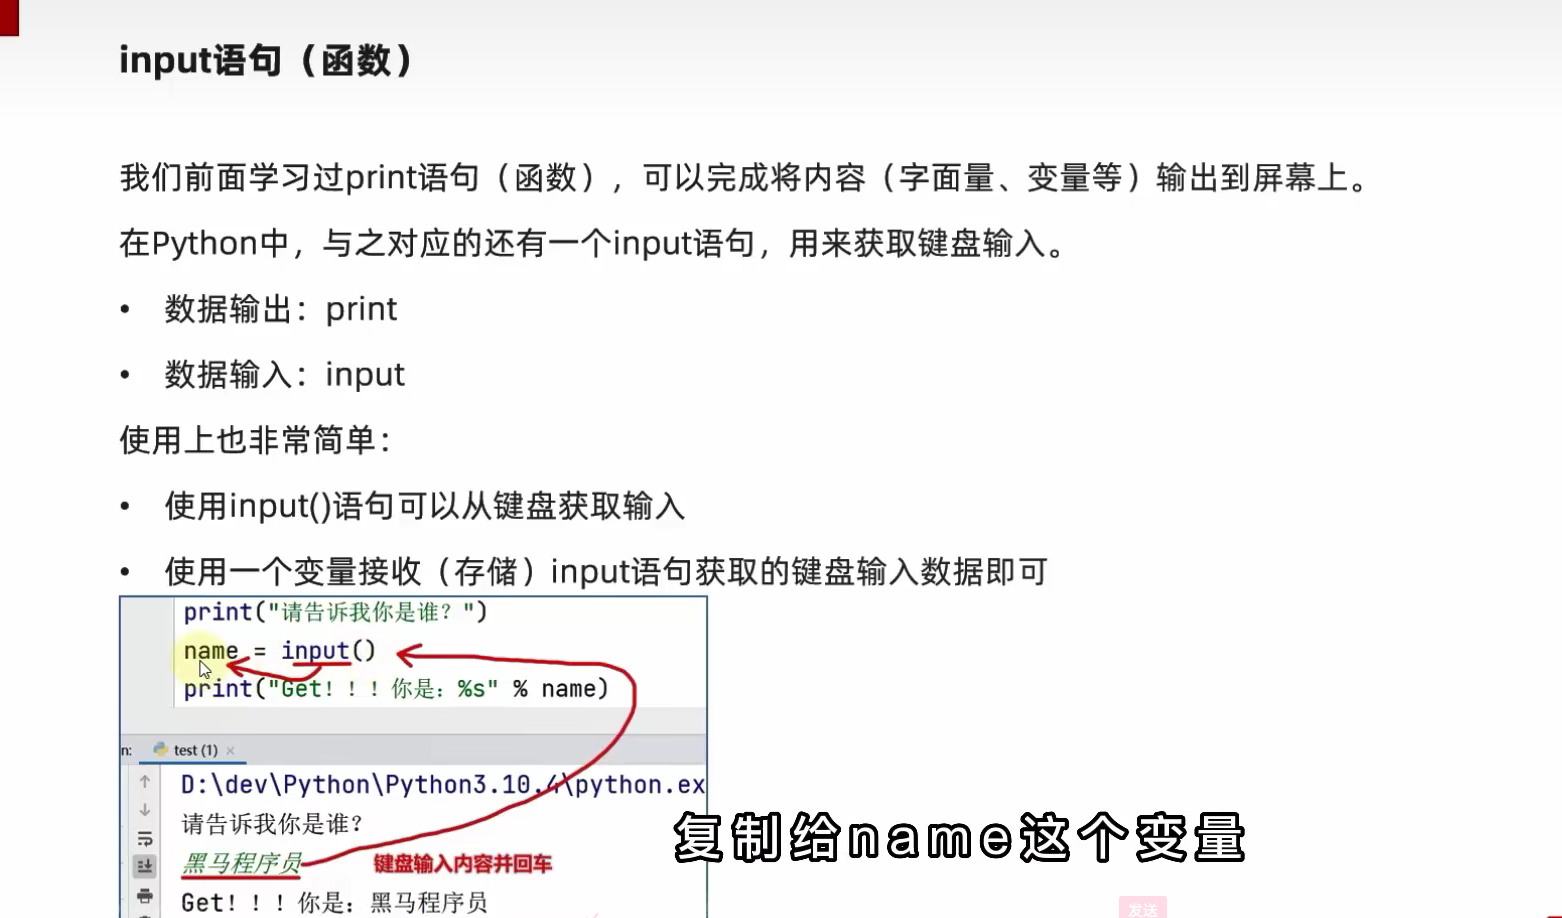 input语句（函数）
我们前面学习过print语句（函数），可以完成将内容（字面量、变量等）输出到屏幕上。
在Python中，与之对应的还有一个input语句，用来获取键盘输入。
• 数据输出：print
• 数据输入：input
使用上也非常简单：
• 使用input()语句可以从键盘获取输入
• 使用一个变量接收（存储）input语句获取的键盘输入数据即可
print("请告诉我你是谁？")
name = input()
print("Get！！！你是：%s" % name)
n: test (1) ×
D:\dev\Python\Python3.10.4\python.ex
请告诉我你是谁？
黑马程序员 键盘输入内容并回车
Get！！！你是：黑马程序员
复制给name这个变量
发送